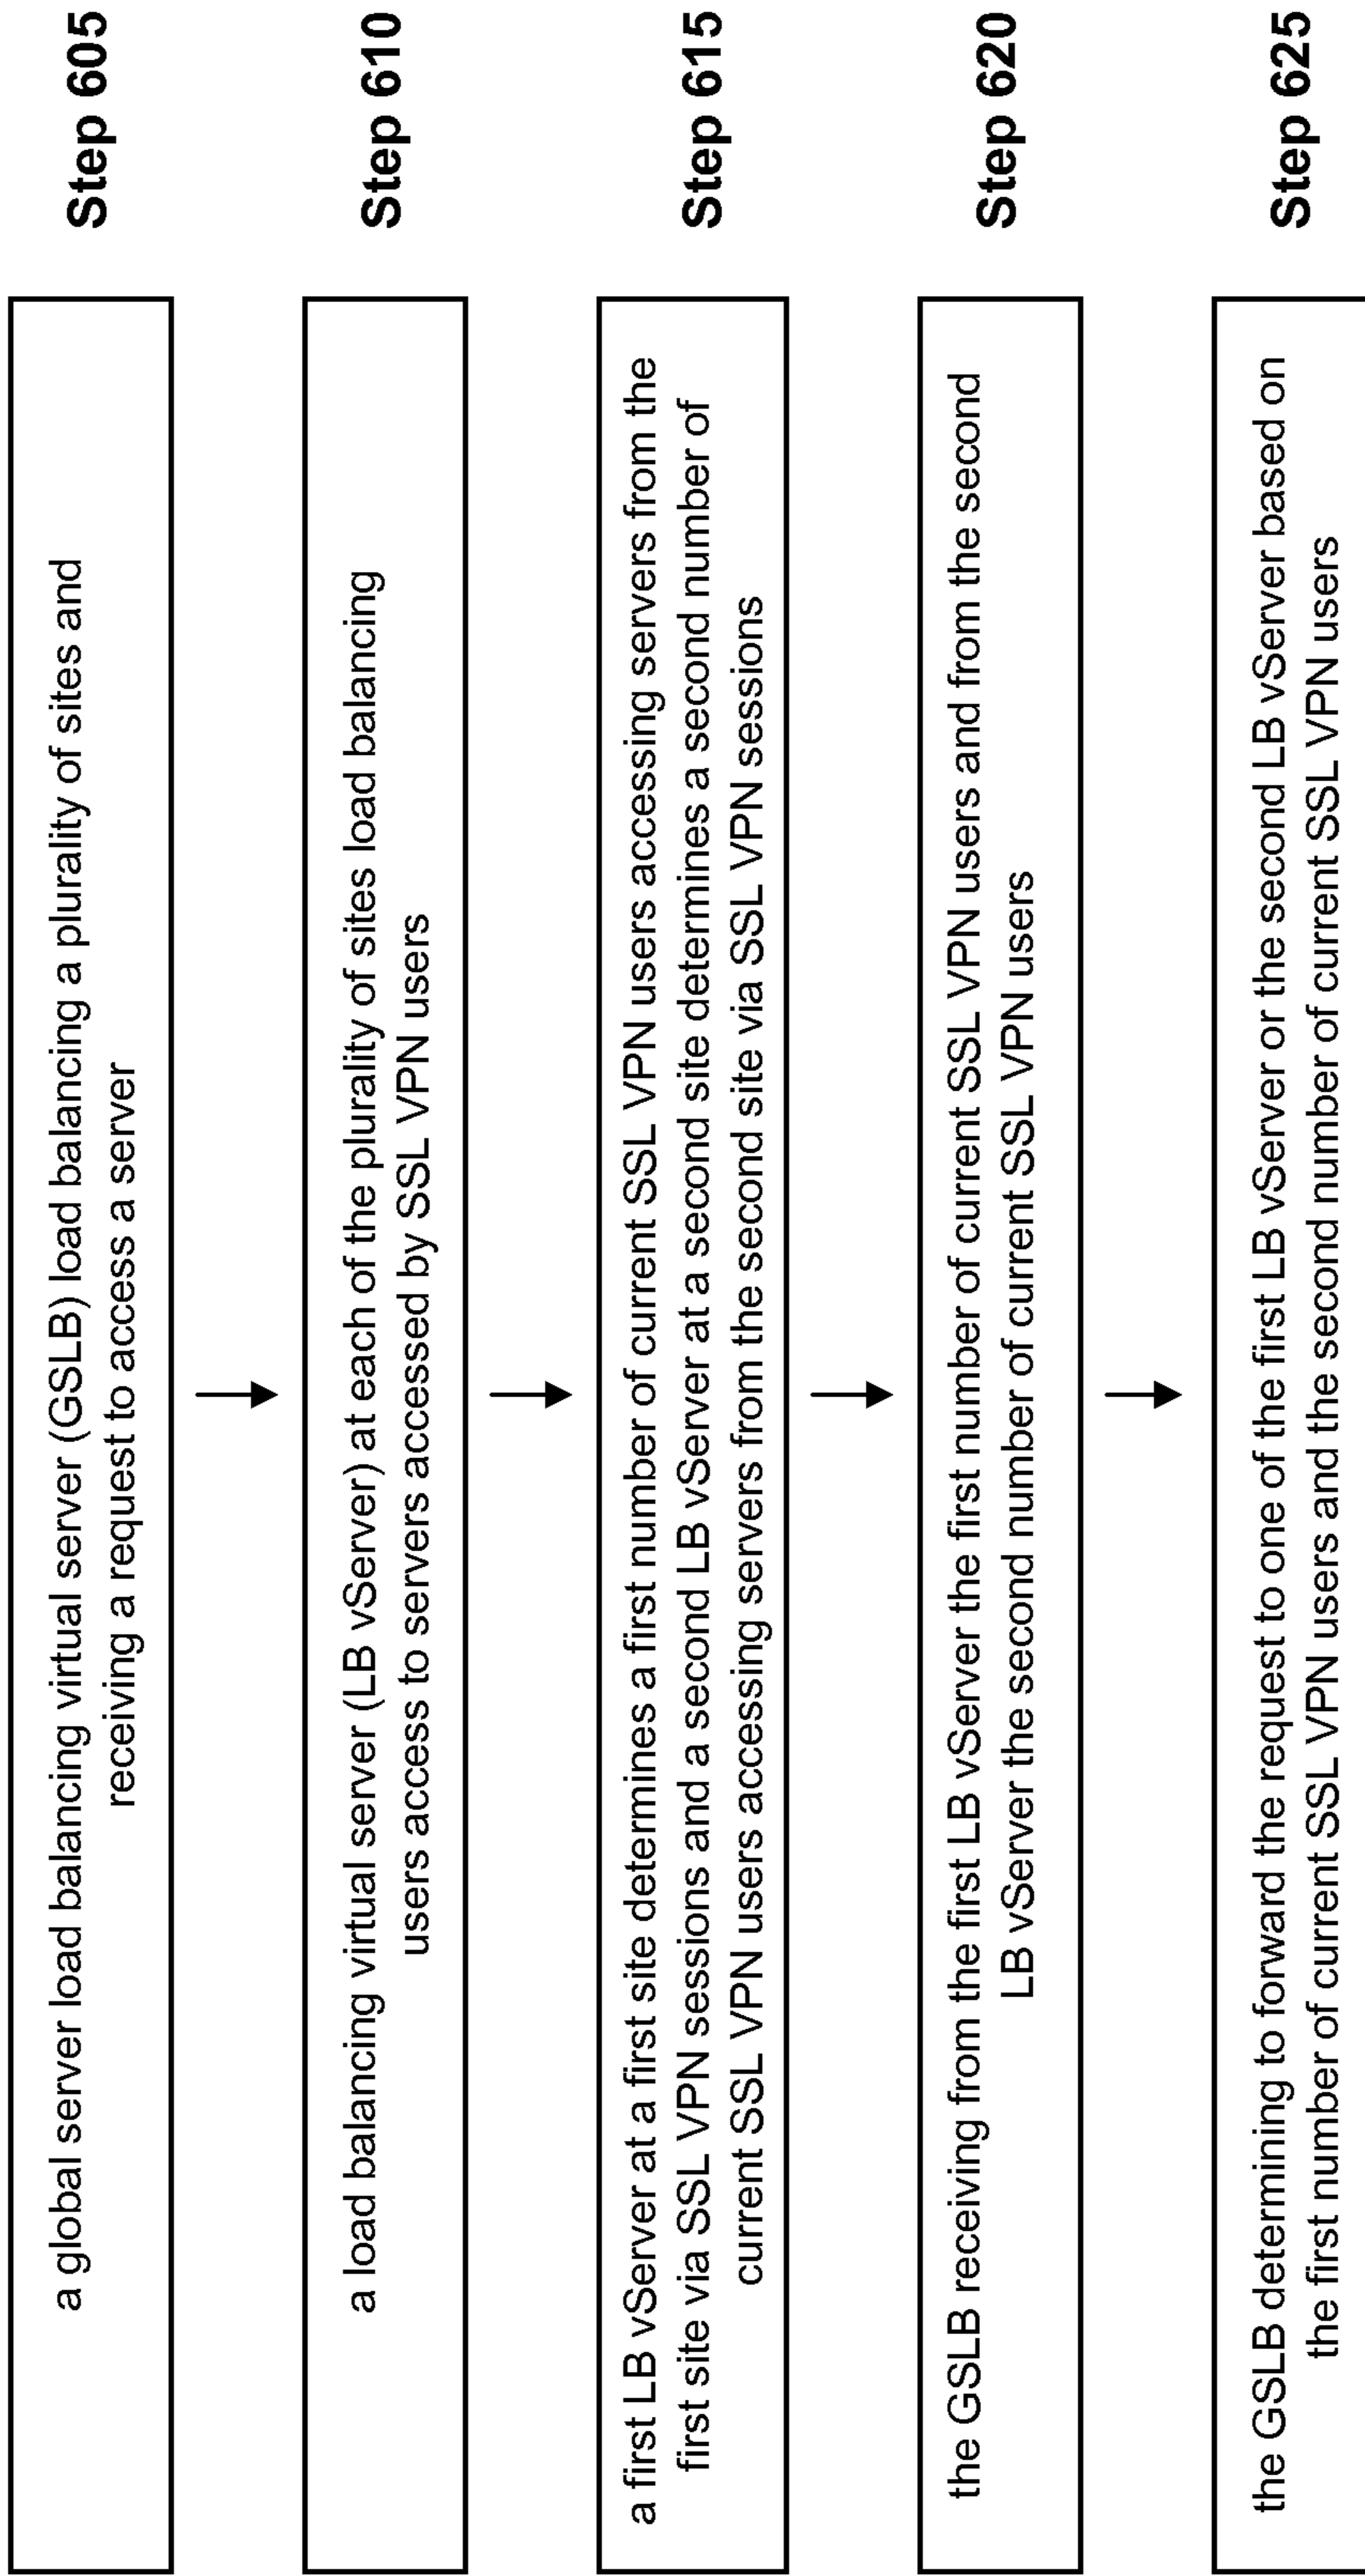 a global server load balancing virtual server (GSLB) load balancing a plurality of sites and
receiving a request to access a server
Step 605
a load balancing virtual server (LB vServer) at each of the plurality of sites load balancing
users access to servers accessed by SSL VPN users
Step 610
a first LB vServer at a first site determines a first number of current SSL VPN users accessing servers from the
first site via SSL VPN sessions and a second LB vServer at a second site determines a second number of
current SSL VPN users accessing servers from the second site via SSL VPN sessions
Step 615
the GSLB receiving from the first LB vServer the first number of current SSL VPN users and from the second
LB vServer the second number of current SSL VPN users
Step 620
the GSLB determining to forward the request to one of the first LB vServer or the second LB vServer based on
the first number of current SSL VPN users and the second number of current SSL VPN users
Step 625